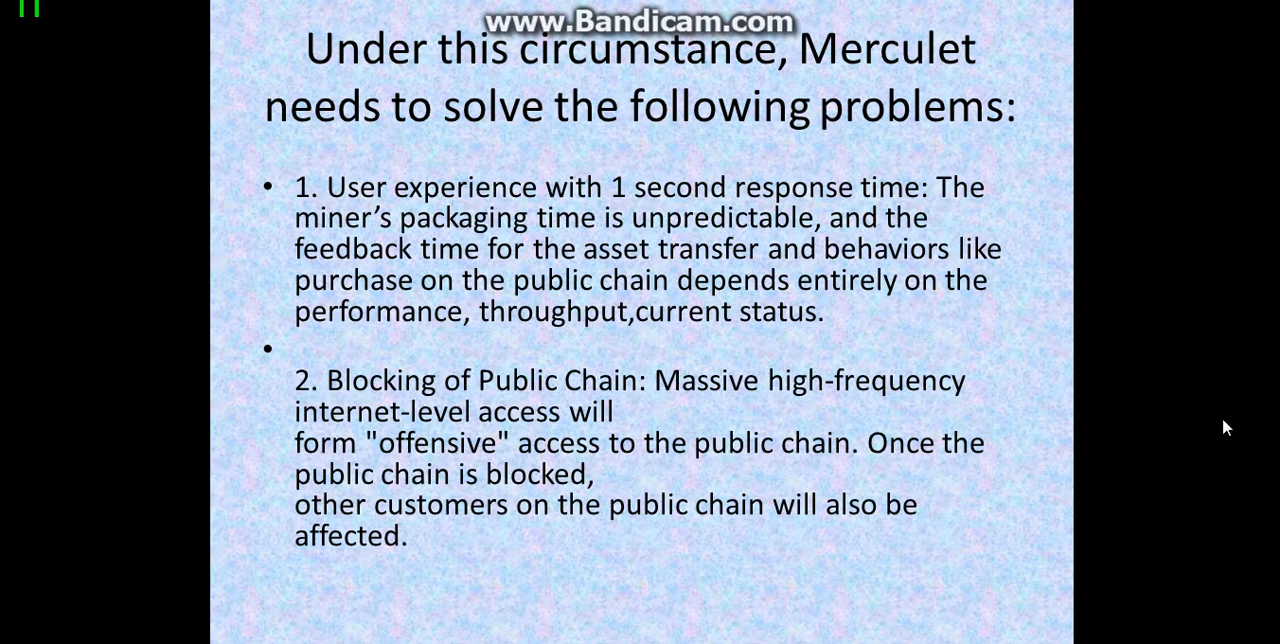 www.Bandicam.com
Under this circumstance, Merculet
needs to solve the following problems:
• 1. User experience with 1 second response time: The
miner’s packaging time is unpredictable, and the
feedback time for the asset transfer and behaviors like
purchase on the public chain depends entirely on the
performance, throughput,current status.
•
2. Blocking of Public Chain: Massive high-frequency
internet-level access will
form "offensive" access to the public chain. Once the
public chain is blocked,
other customers on the public chain will also be
affected.